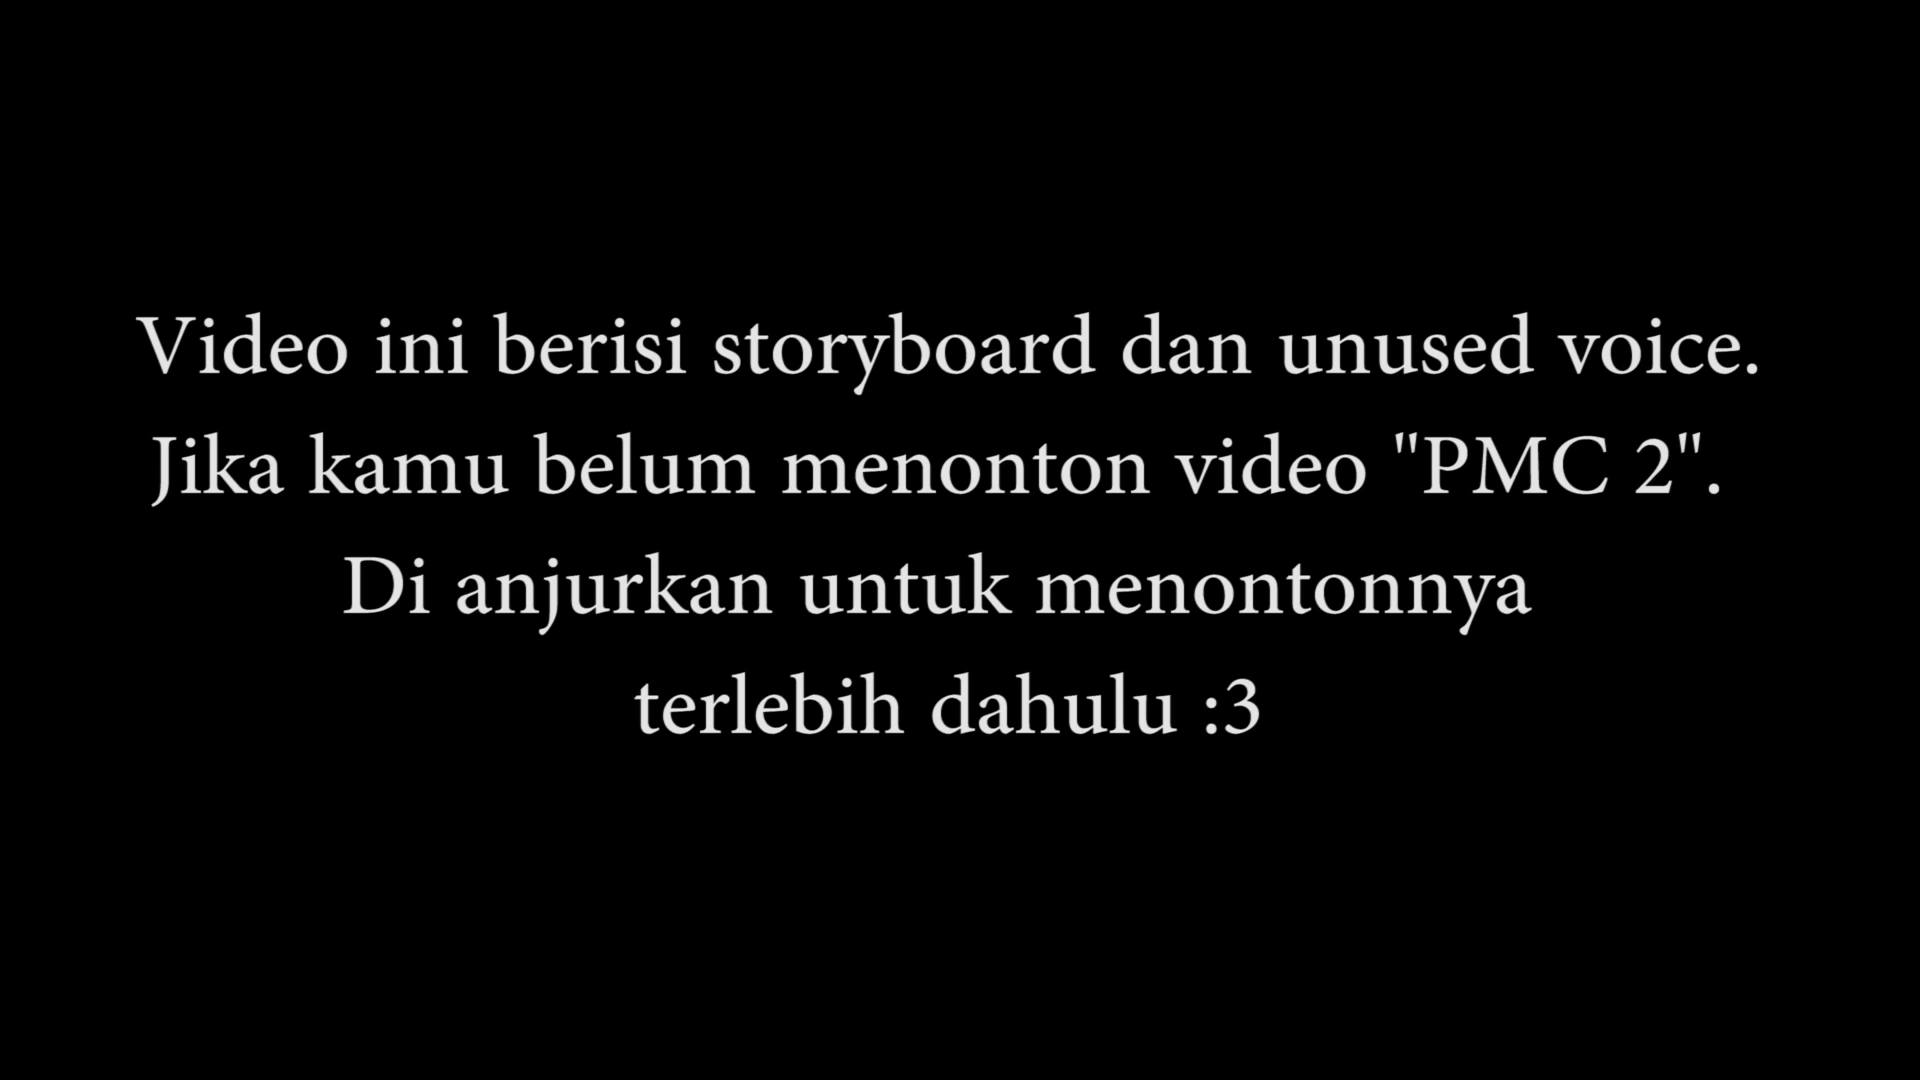 Video ini berisi storyboard dan unused voice.
Jika kamu belum menonton video "PMC 2".
Di anjurkan untuk menontonnya
terlebih dahulu :3